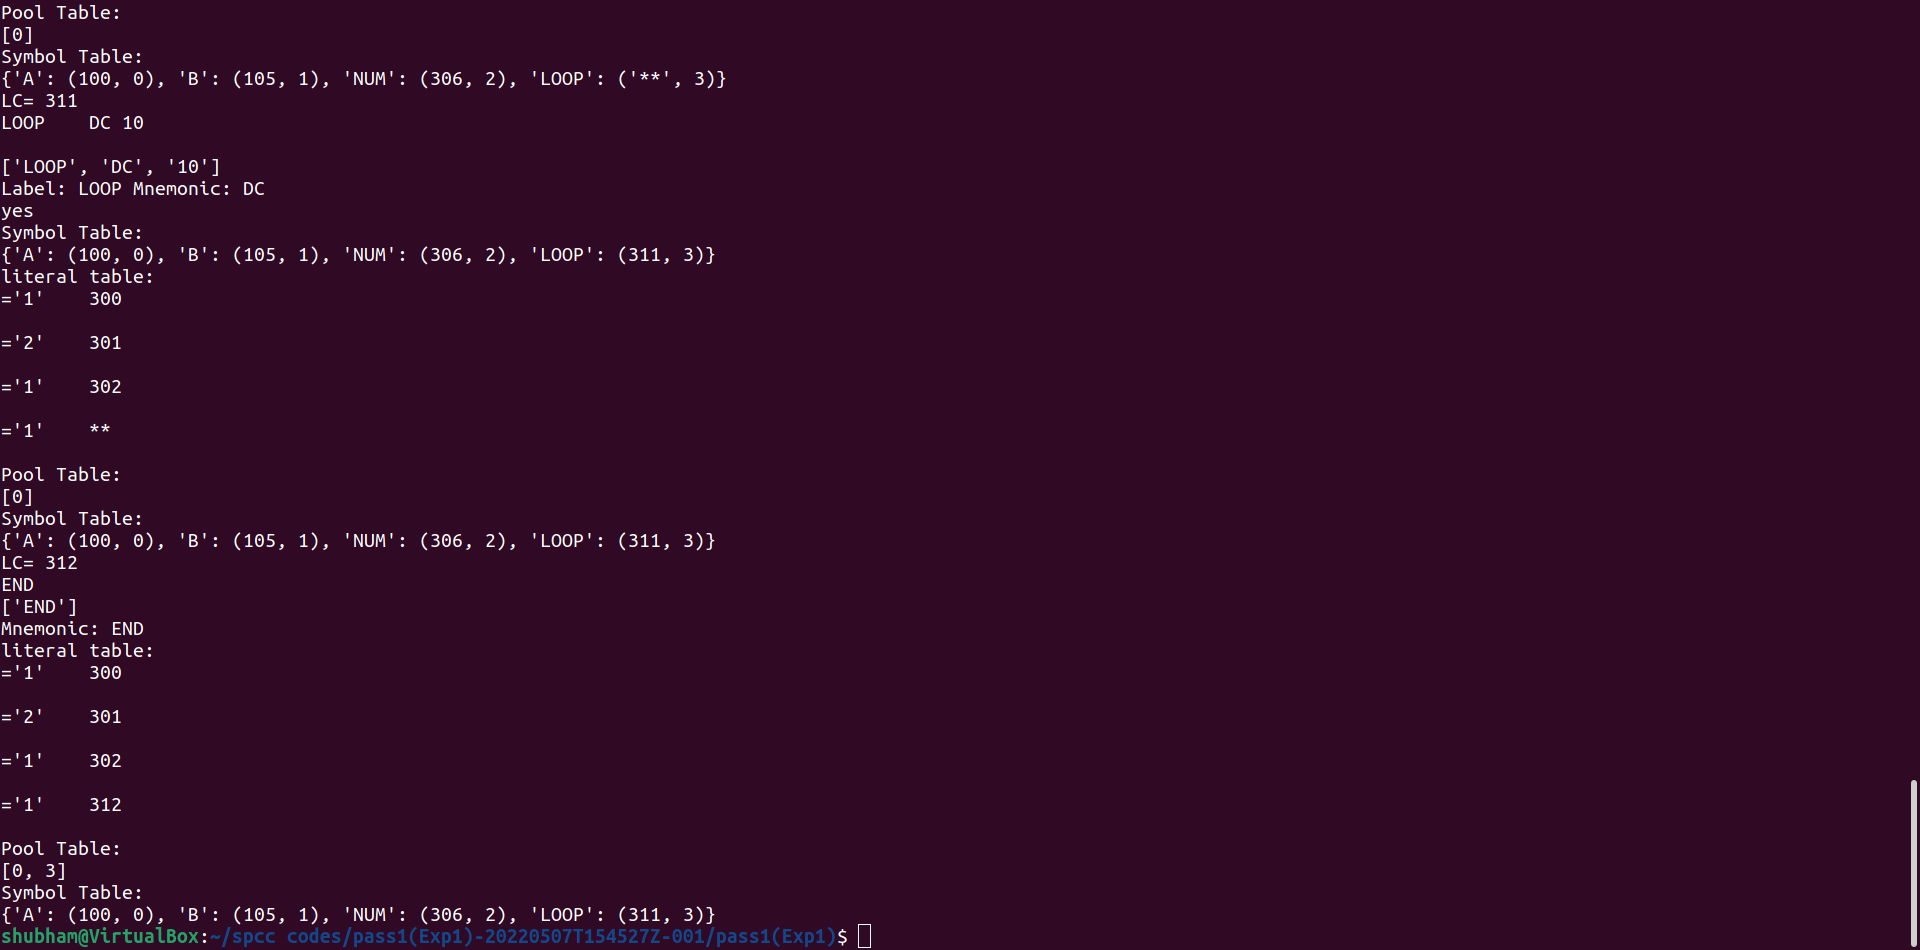 Pool Table:
[0]
Symbol Table:
{'A': (100, 0), 'B': (105, 1), 'NUM': (306, 2), 'LOOP': ('**', 3)}
LC= 311
LOOP    DC 10
['LOOP', 'DC', '10']
Label: LOOP Mnemonic: DC
yes
Symbol Table:
{'A': (100, 0), 'B': (105, 1), 'NUM': (306, 2), 'LOOP': (311, 3)}
literal table:
='1'    300
='2'    301
='1'    302
='1'    **
Pool Table:
[0]
Symbol Table:
{'A': (100, 0), 'B': (105, 1), 'NUM': (306, 2), 'LOOP': (311, 3)}
LC= 312
END
['END']
Mnemonic: END
literal table:
='1'    300
='2'    301
='1'    302
='1'    312
Pool Table:
[0, 3]
Symbol Table:
{'A': (100, 0), 'B': (105, 1), 'NUM': (306, 2), 'LOOP': (311, 3)}
shubham@VirtualBox:~/spcc codes/pass1(Exp1)-20220507T154527Z-001/pass1(Exp1)$